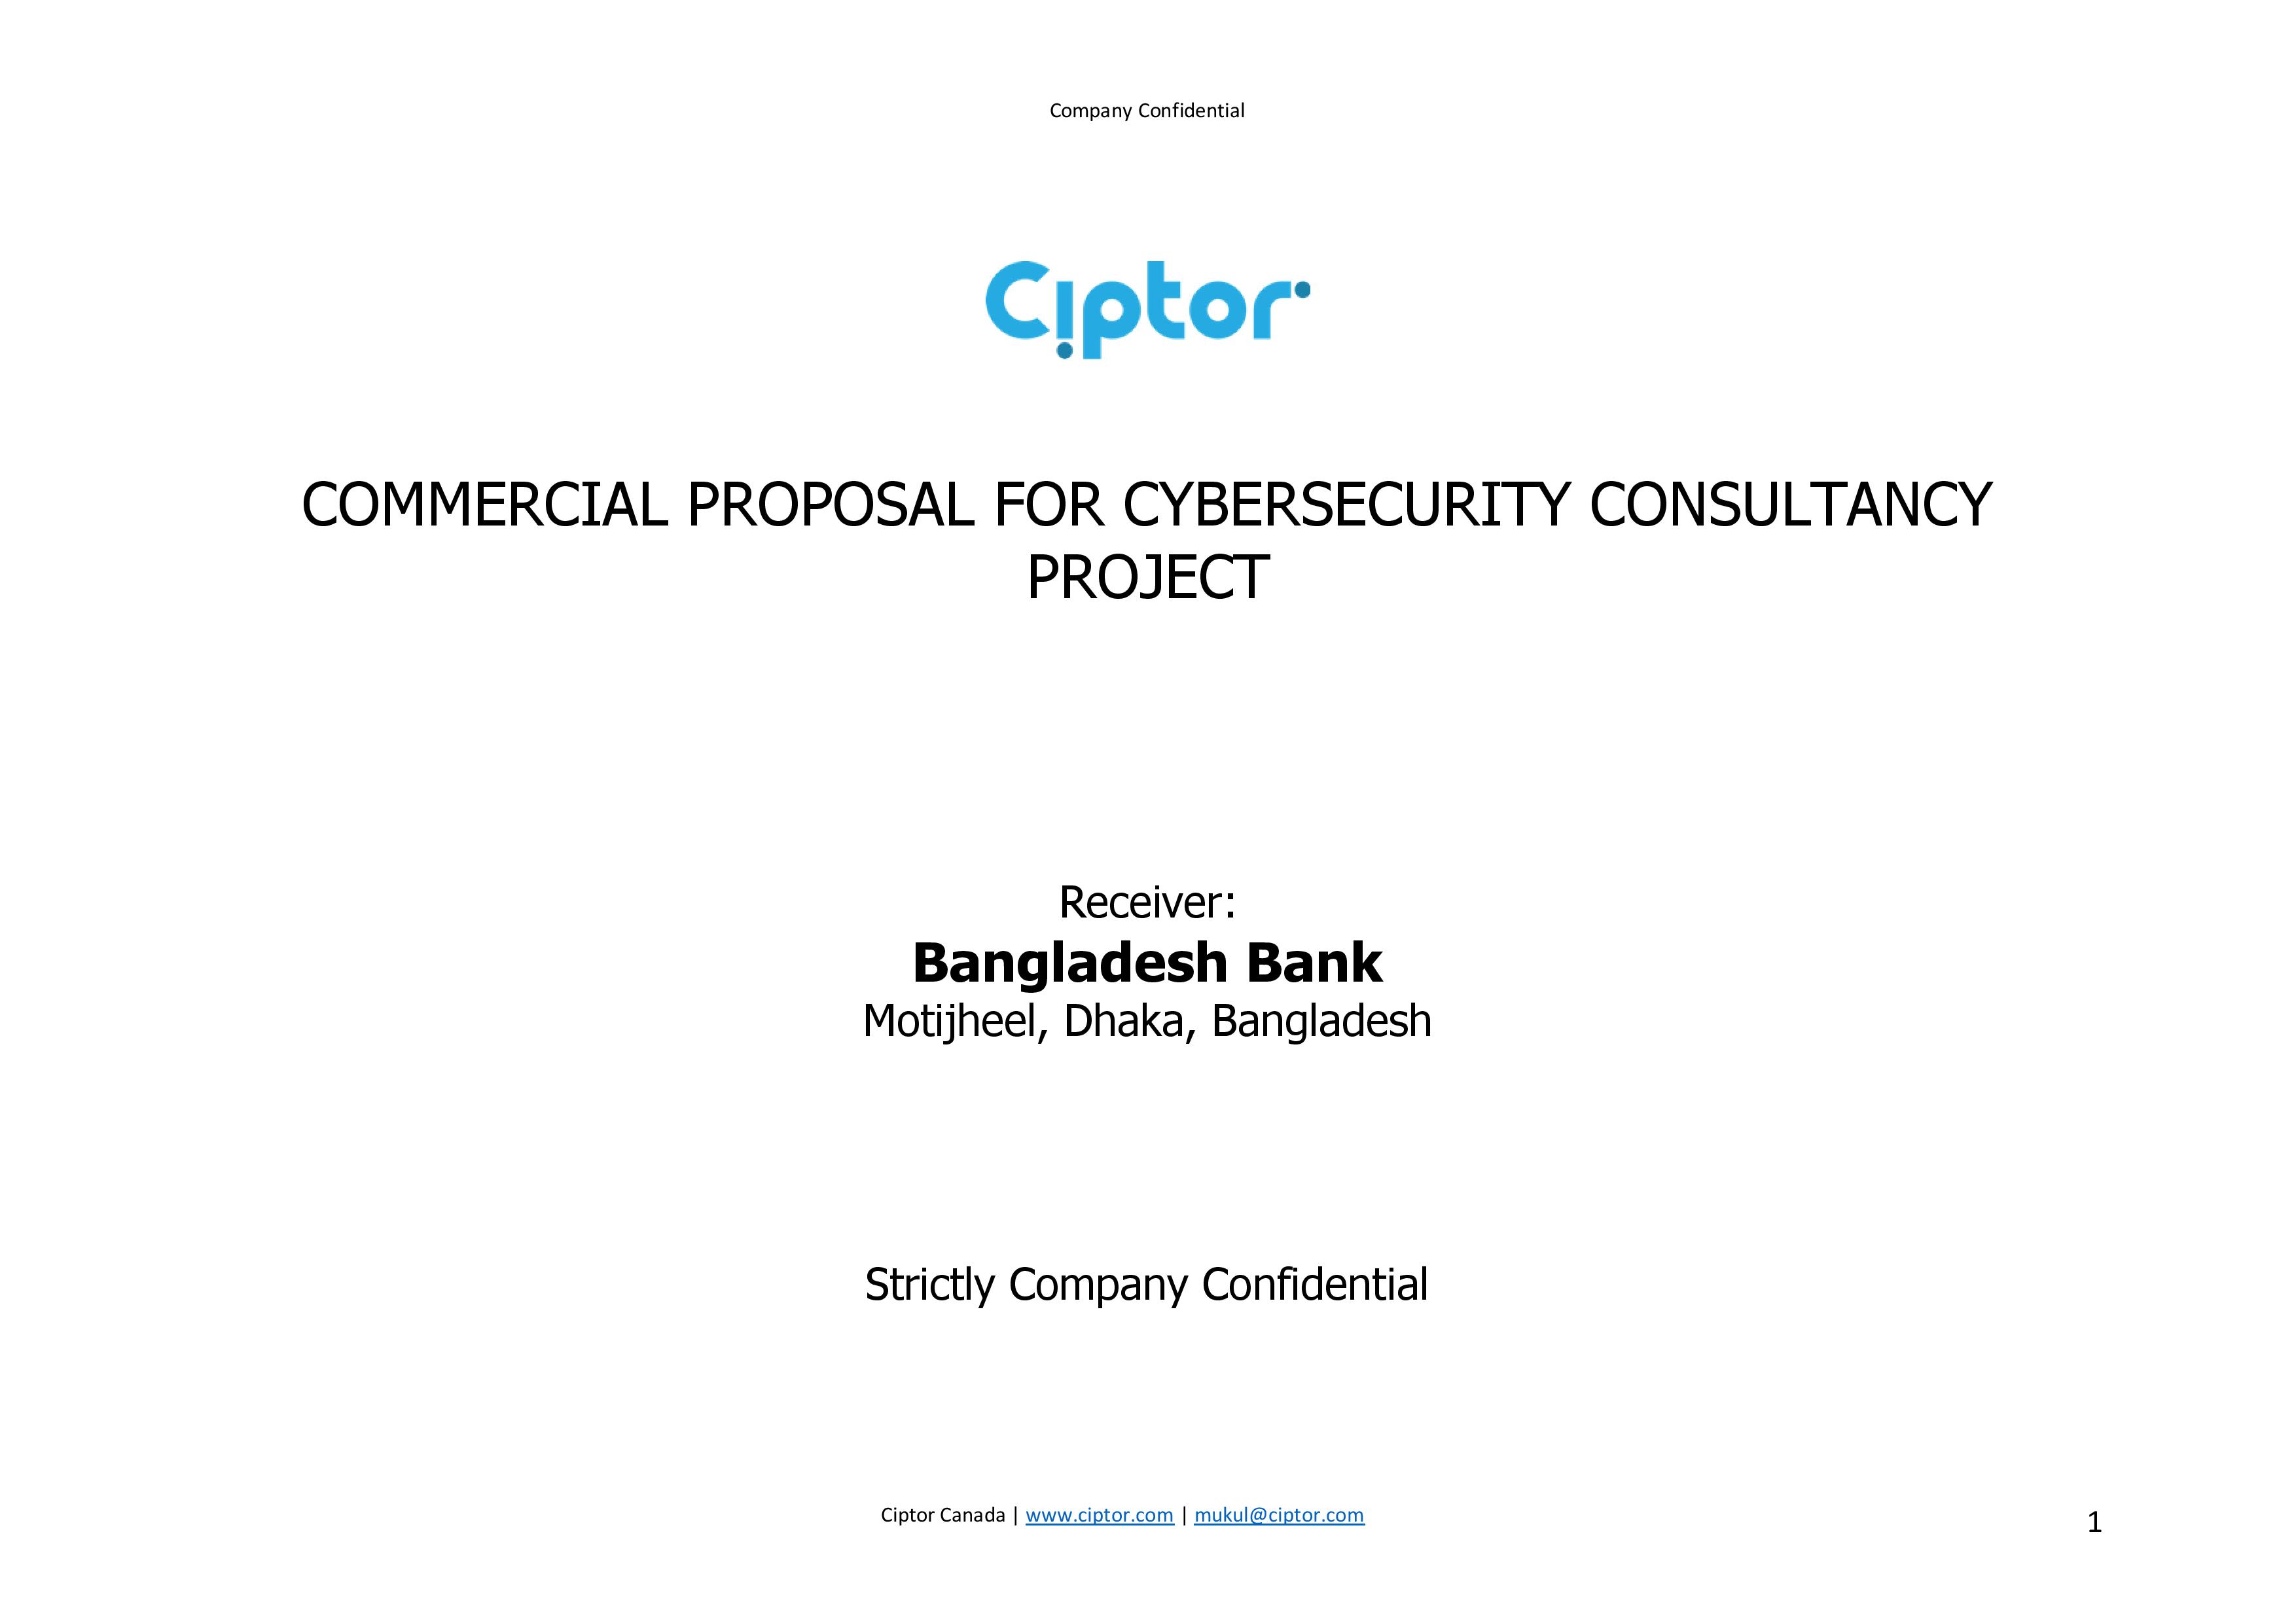 Company Confidential
Ciptor
COMMERCIAL PROPOSAL FOR CYBERSECURITY CONSULTANCY
PROJECT
Receiver:
Bangladesh Bank
Motijheel, Dhaka, Bangladesh
Strictly Company Confidential
Ciptor Canada | www.ciptor.com | mukul@ciptor.com
1